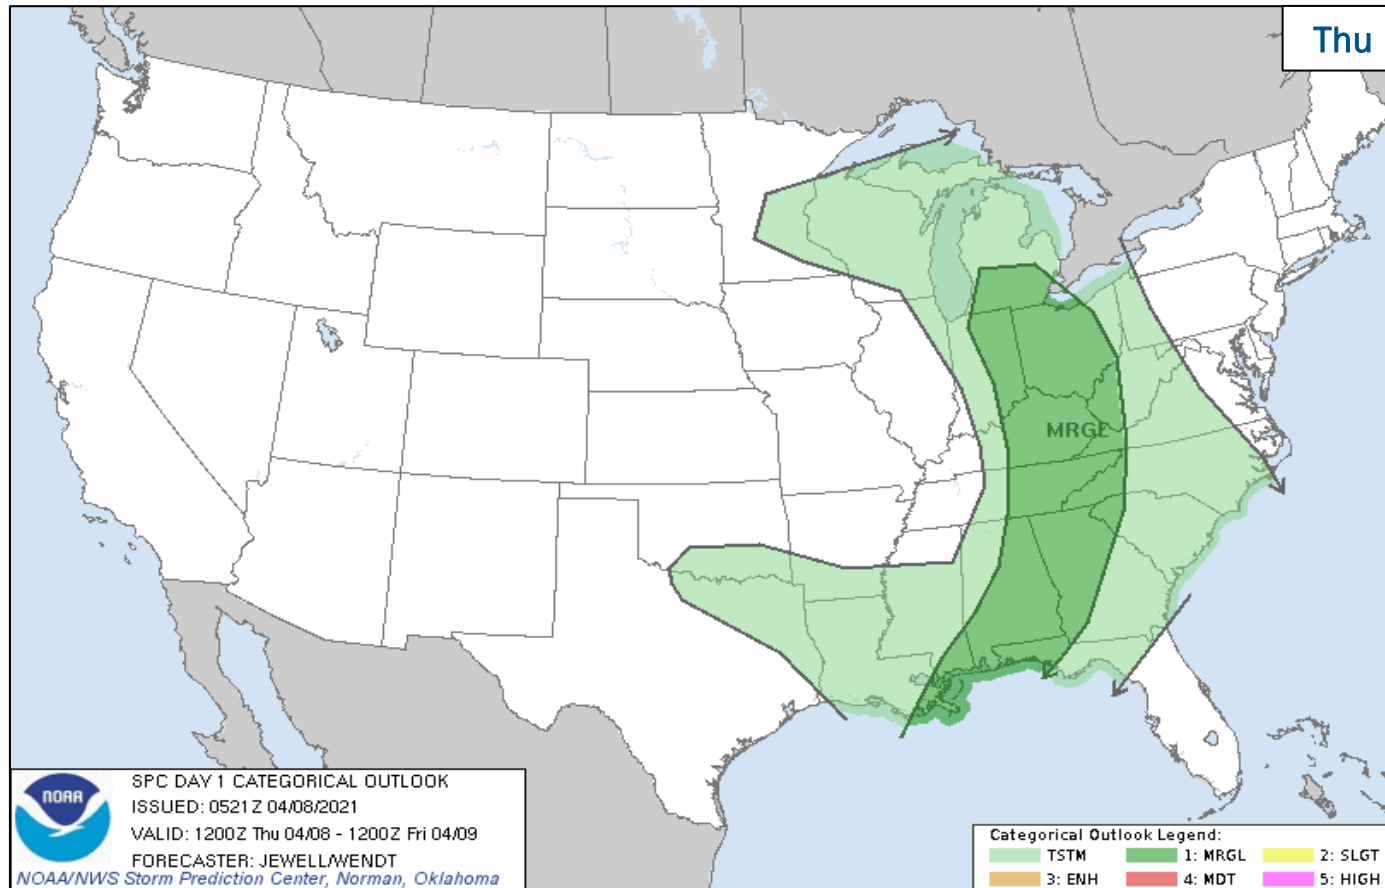 Thu
MRGL
NOAA
SPC DAY 1 CATEGORICAL OUTLOOK
ISSUED: 0521Z 04/08/2021
VALID: 1200Z Thu 04/08 - 1200Z Fri 04/09
FORECASTER: JEWELL/WENDT
NOAA/NWS Storm Prediction Center, Norman, Oklahoma
Categorical Outlook Legend:
TSTM 1: MRGL 2: SLGT
3: ENH 4: MDT 5: HIGH